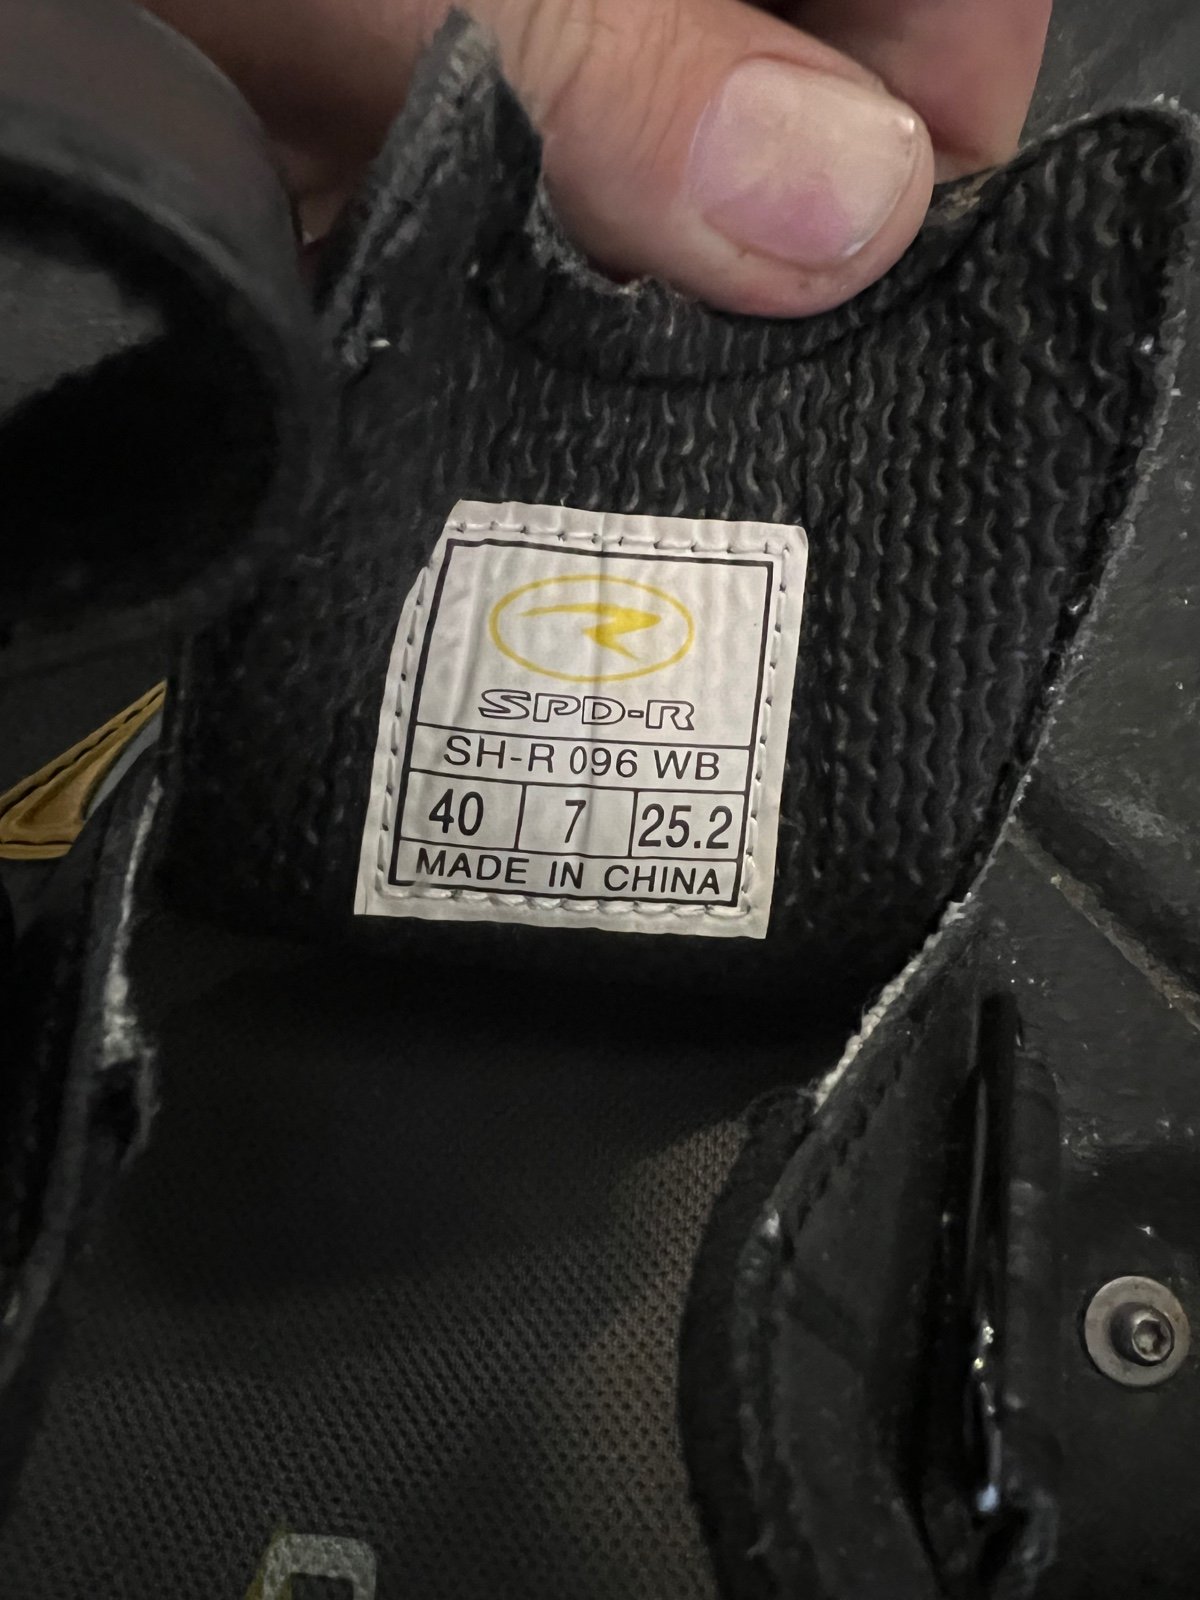 SPD-R
SH-R 096 WB
40 7 25.2
MADE IN CHINA